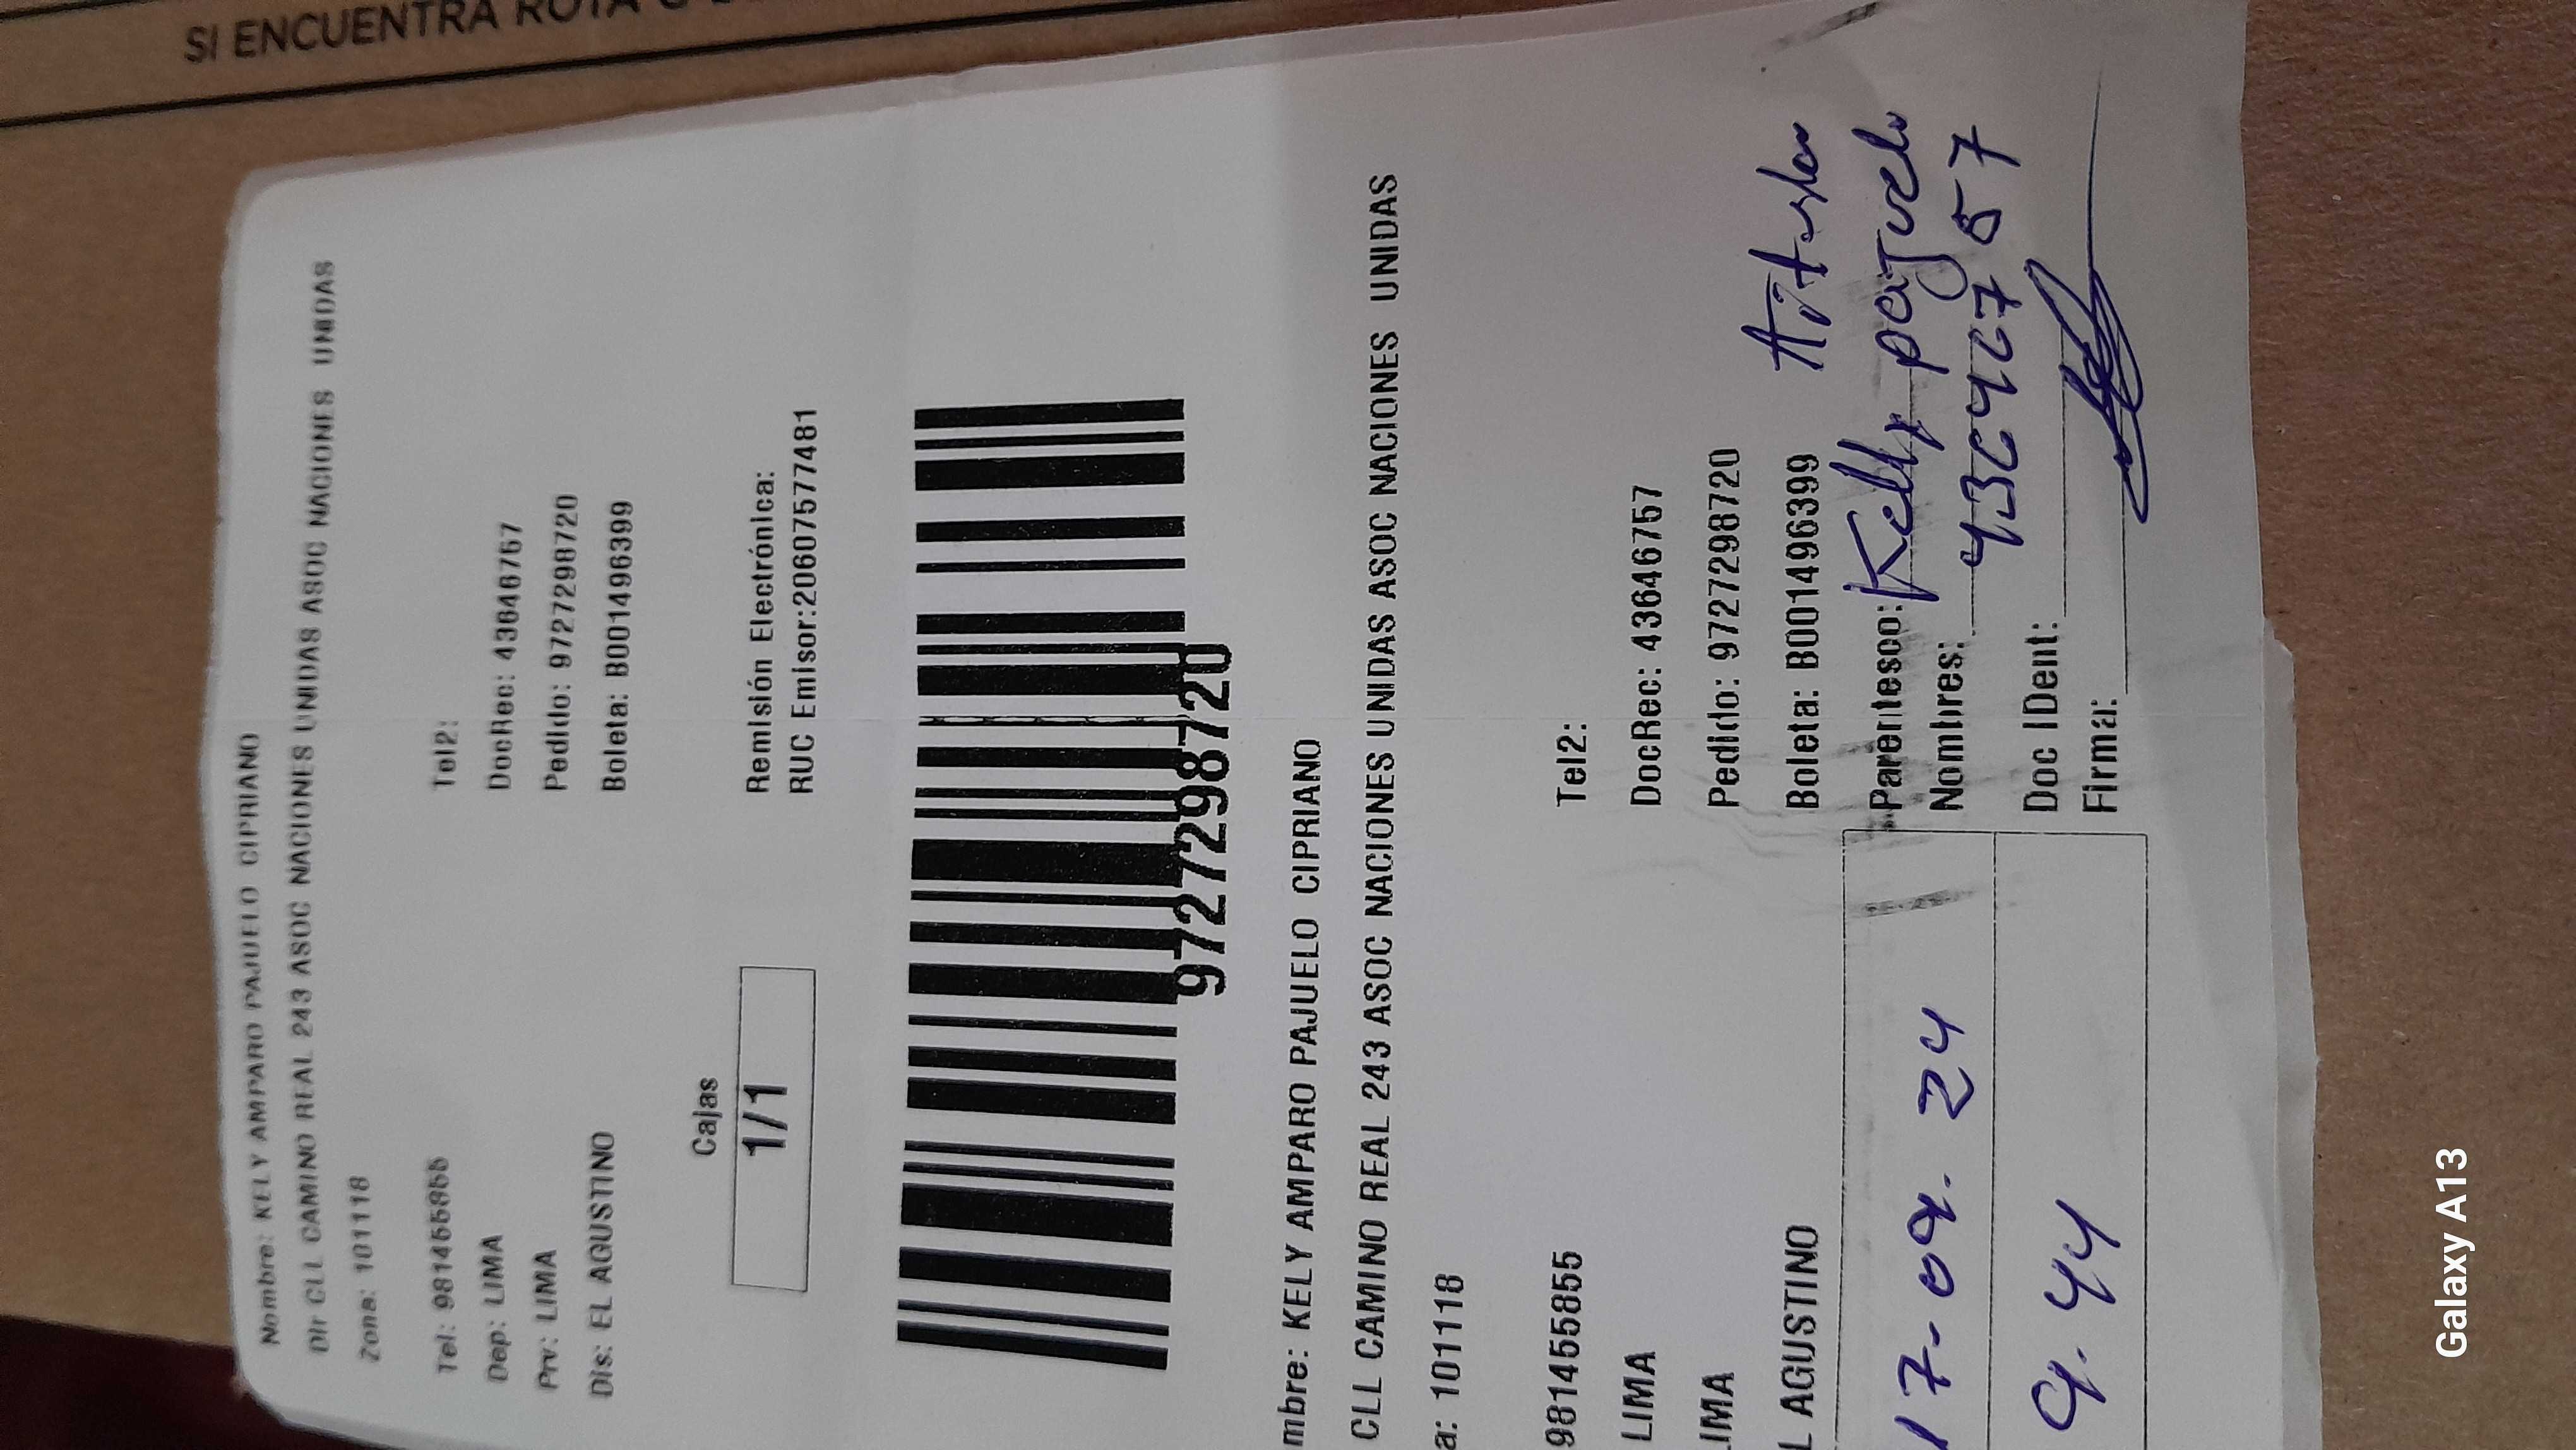 SI ENCUENTRA ROTA O
Nombre: KELY AMPARO PAJUELO CIPRIANO
Dir CLL CAMINO REAL 243 ASOC NACIONES UNIDAS ASOC NACIONES UNIDAS
Zona: 101118
Tel: 981455855 Tel2:
Dep: LIMA DocRec: 43646757
Prv: LIMA Pedido: 9727298720
Dis: EL AGUSTINO Boleta: B001496399
Cajas
1/1
Remisión Electrónica:
RUC Emisor:20607577481
9727298720
mbre: KELY AMPARO PAJUELO CIPRIANO
CLL CAMINO REAL 243 ASOC NACIONES UNIDAS ASOC NACIONES UNIDAS
a: 101118
981455855 Tel2:
LIMA DocRec: 43646757
IMA Pedido: 9727298720
L AGUSTINO Boleta: B001496399
17-09.24 Parentesco: Titular
Nombres: Kelly pajuelo
9.44 Doc IDent: 43646757
Firma:
Galaxy A13